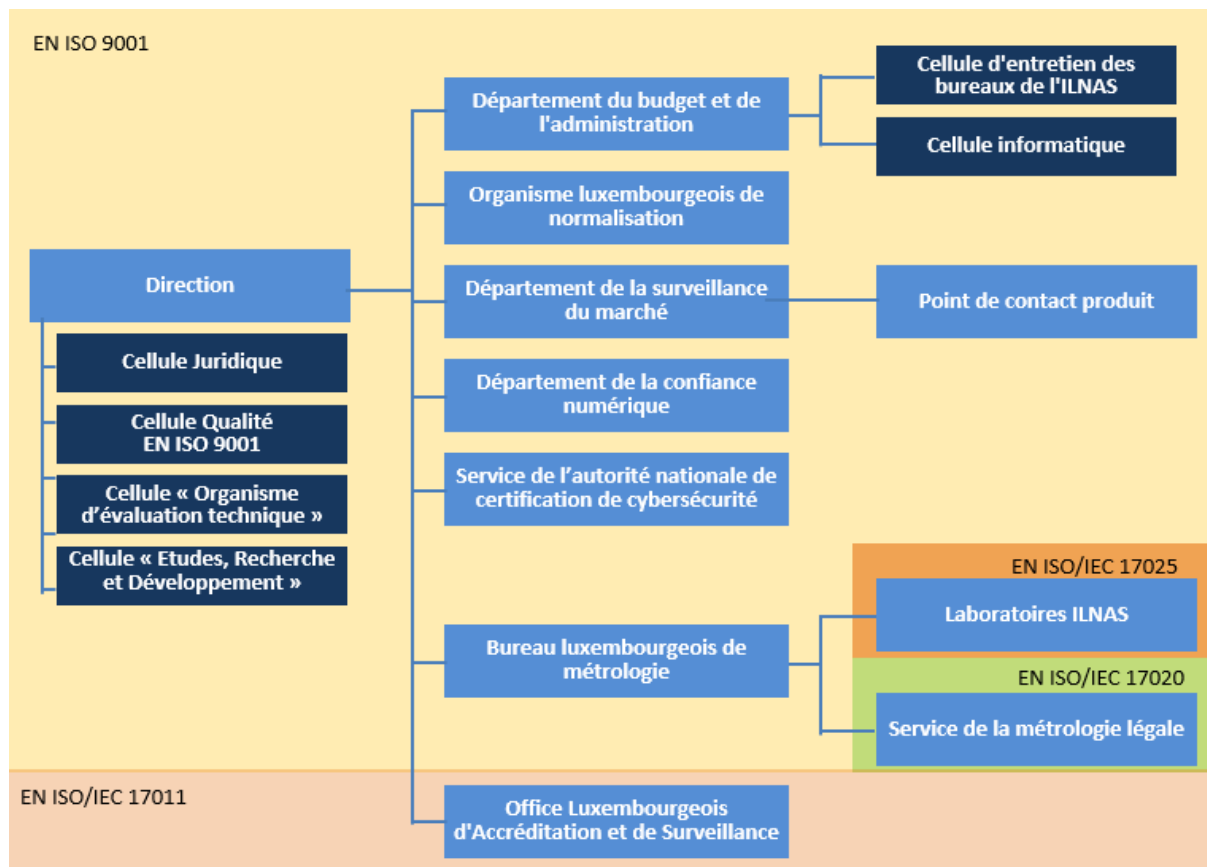 EN ISO 9001
Direction
Cellule Juridique
Cellule Qualité
EN ISO 9001
Cellule « Organisme
d’évaluation technique »
Cellule « Etudes, Recherche
et Développement »
Département du budget et de
l'administration
Cellule d'entretien des
bureaux de l'ILNAS
Cellule informatique
Organisme luxembourgeois de
normalisation
Département de la surveillance
du marché
Point de contact produit
Département de la confiance
numérique
Service de l’autorité nationale de
certification de cybersécurité
Bureau luxembourgeois de
métrologie
EN ISO/IEC 17025
Laboratoires ILNAS
EN ISO/IEC 17020
Service de la métrologie légale
EN ISO/IEC 17011
Office Luxembourgeois
d'Accréditation et de Surveillance